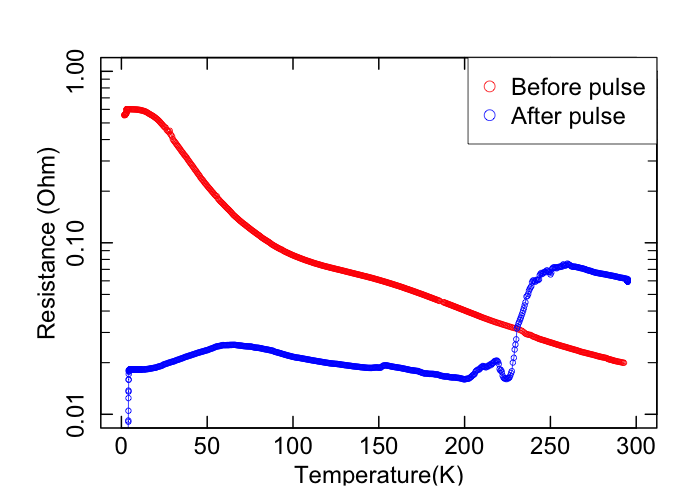 1.00
Before pulse
After pulse
0.10
Resistance (Ohm)
0.01
0 50 100 150 200 250 300
Temperature(K)